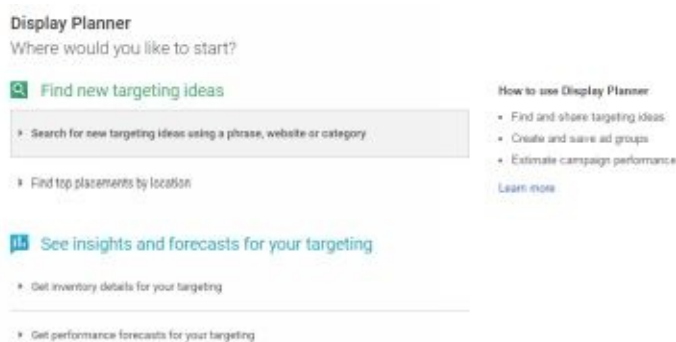 Display Planner
Where would you like to start?
Find new targeting ideas
Search for new targeting ideas using a phrase, website or category
Find top placements by location
See insights and forecasts for your targeting
Get inventory details for your targeting
Get performance forecasts for your targeting
How to use Display Planner
Find and share targeting ideas
Create and save ad groups
Estimate campaign performance
Learn more